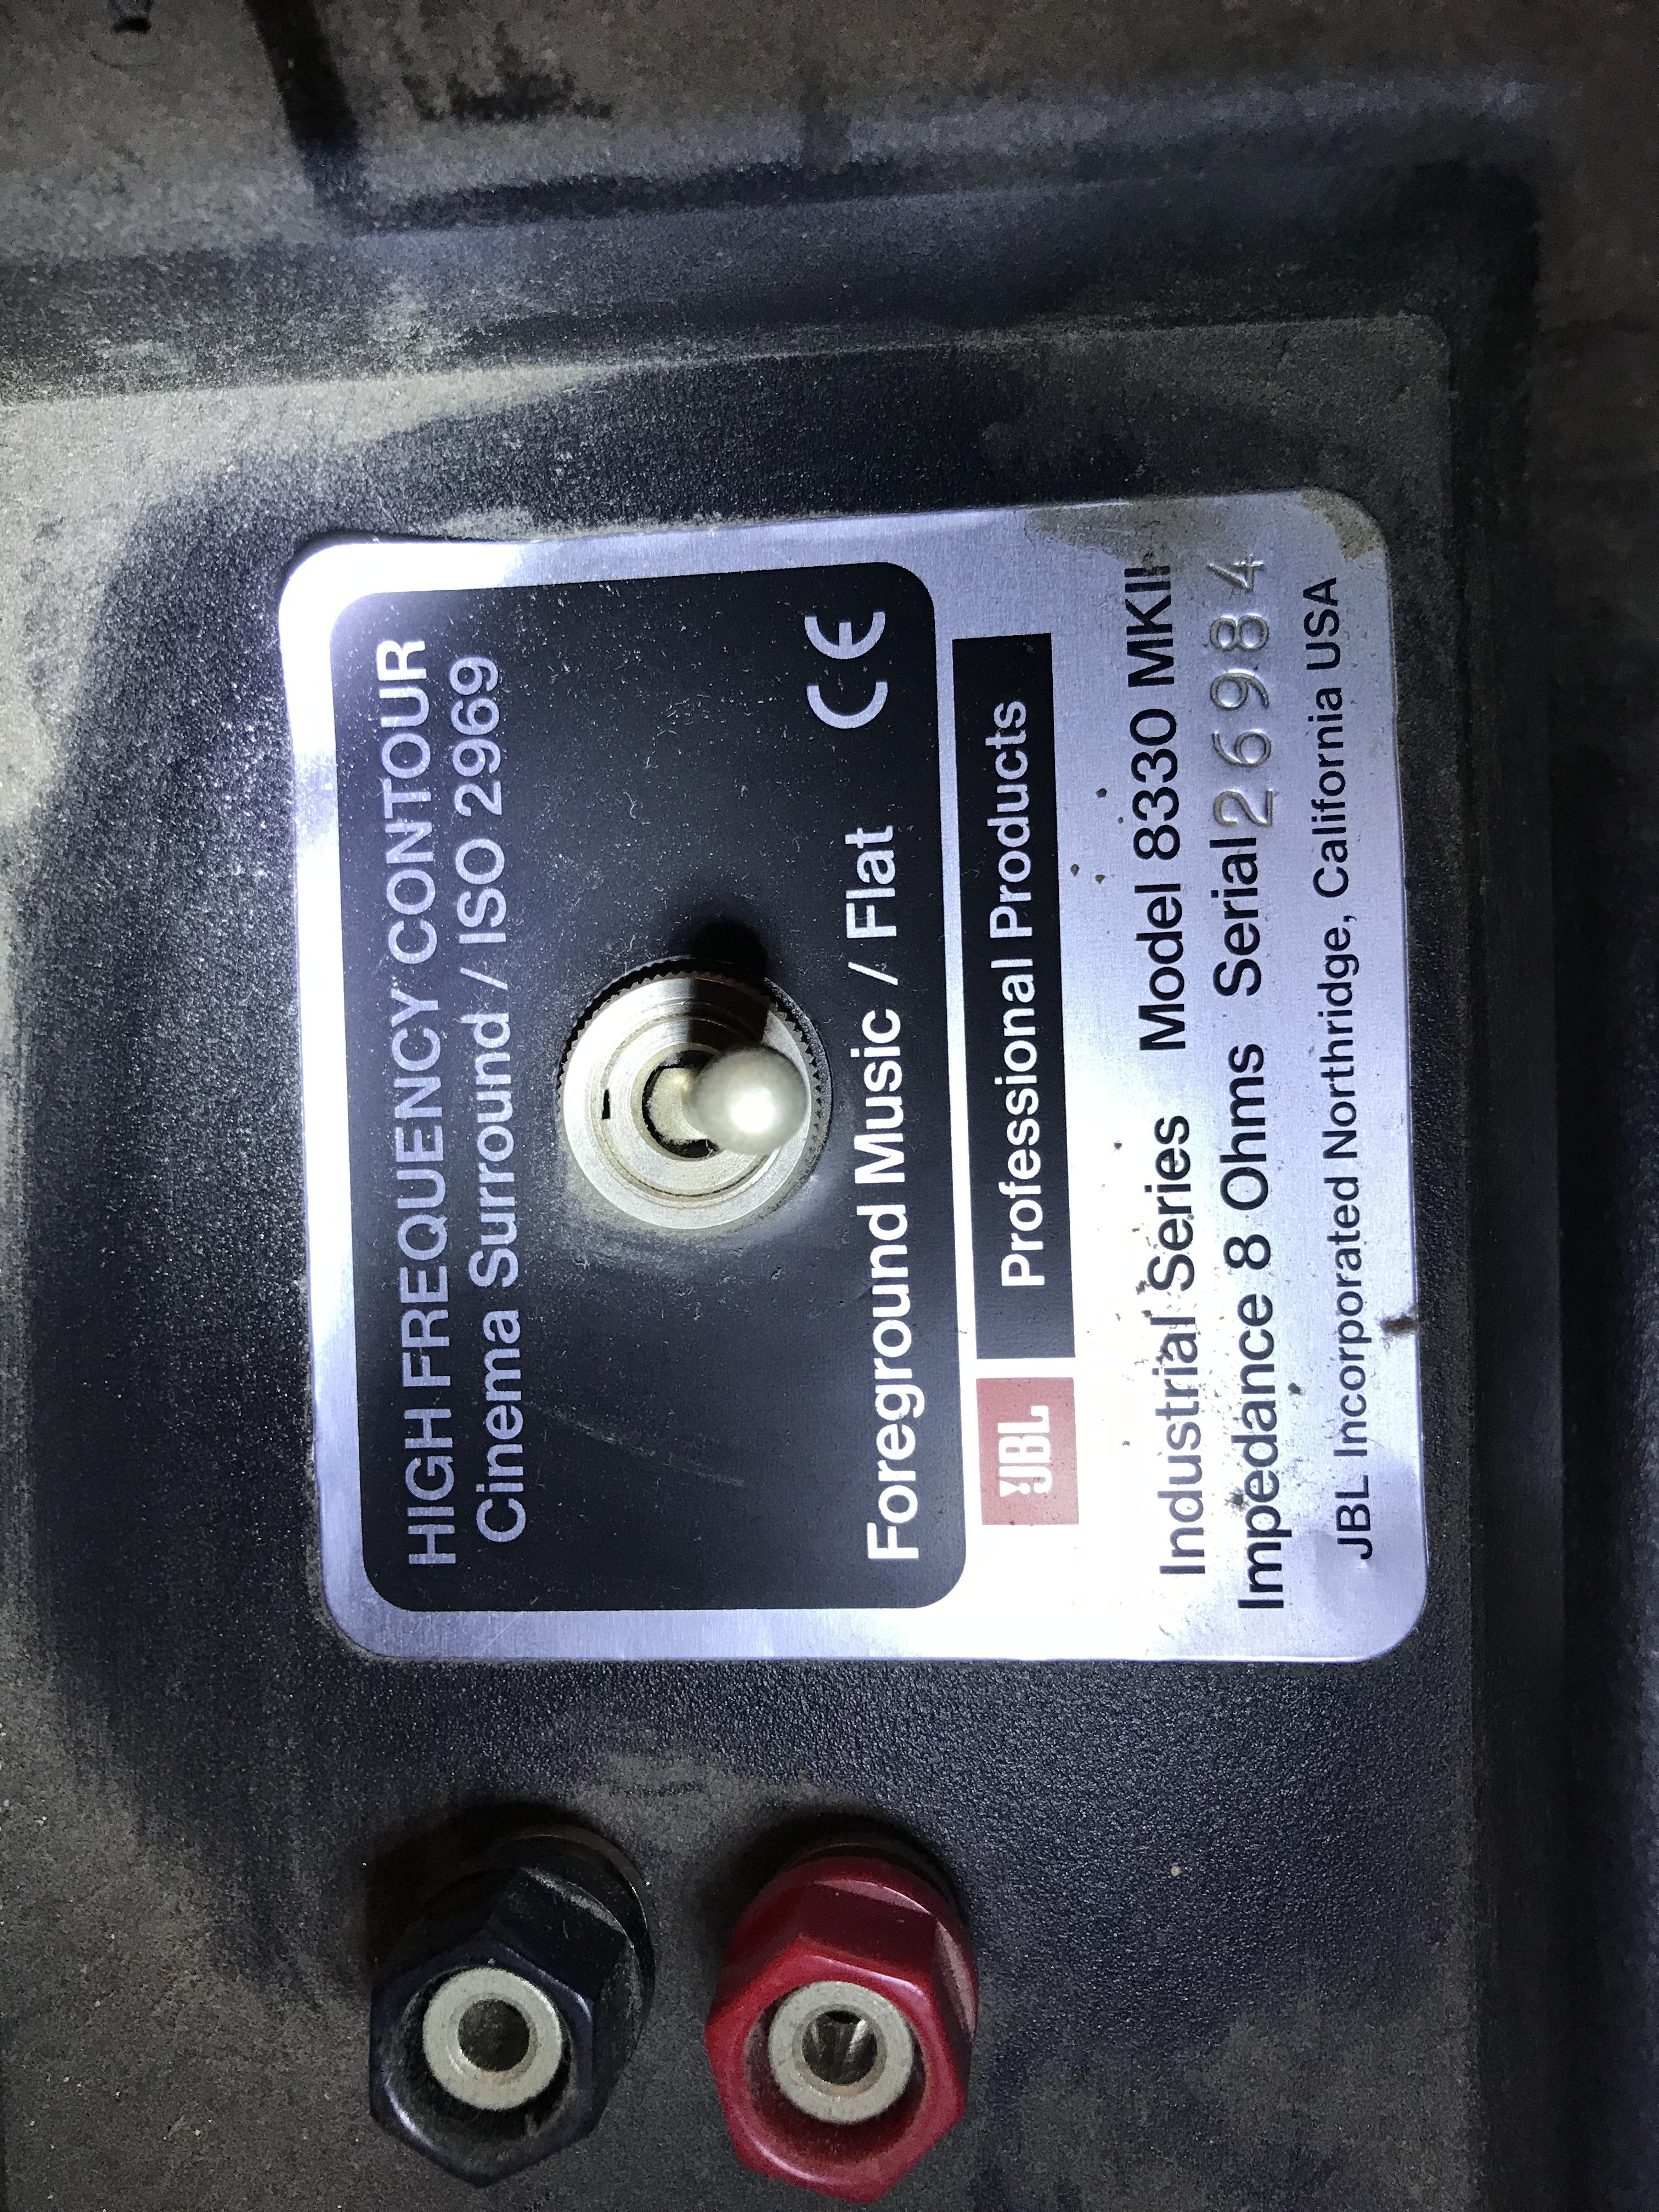 HIGH FREQUENCY CONTOUR
Cinema Surround / ISO 2969
Foreground Music / Flat CE
JBL Professional Products
Industrial Series Model 8330 MKII
Impedance 8 Ohms Serial 26984
JBL Incorporated Northridge, California USA